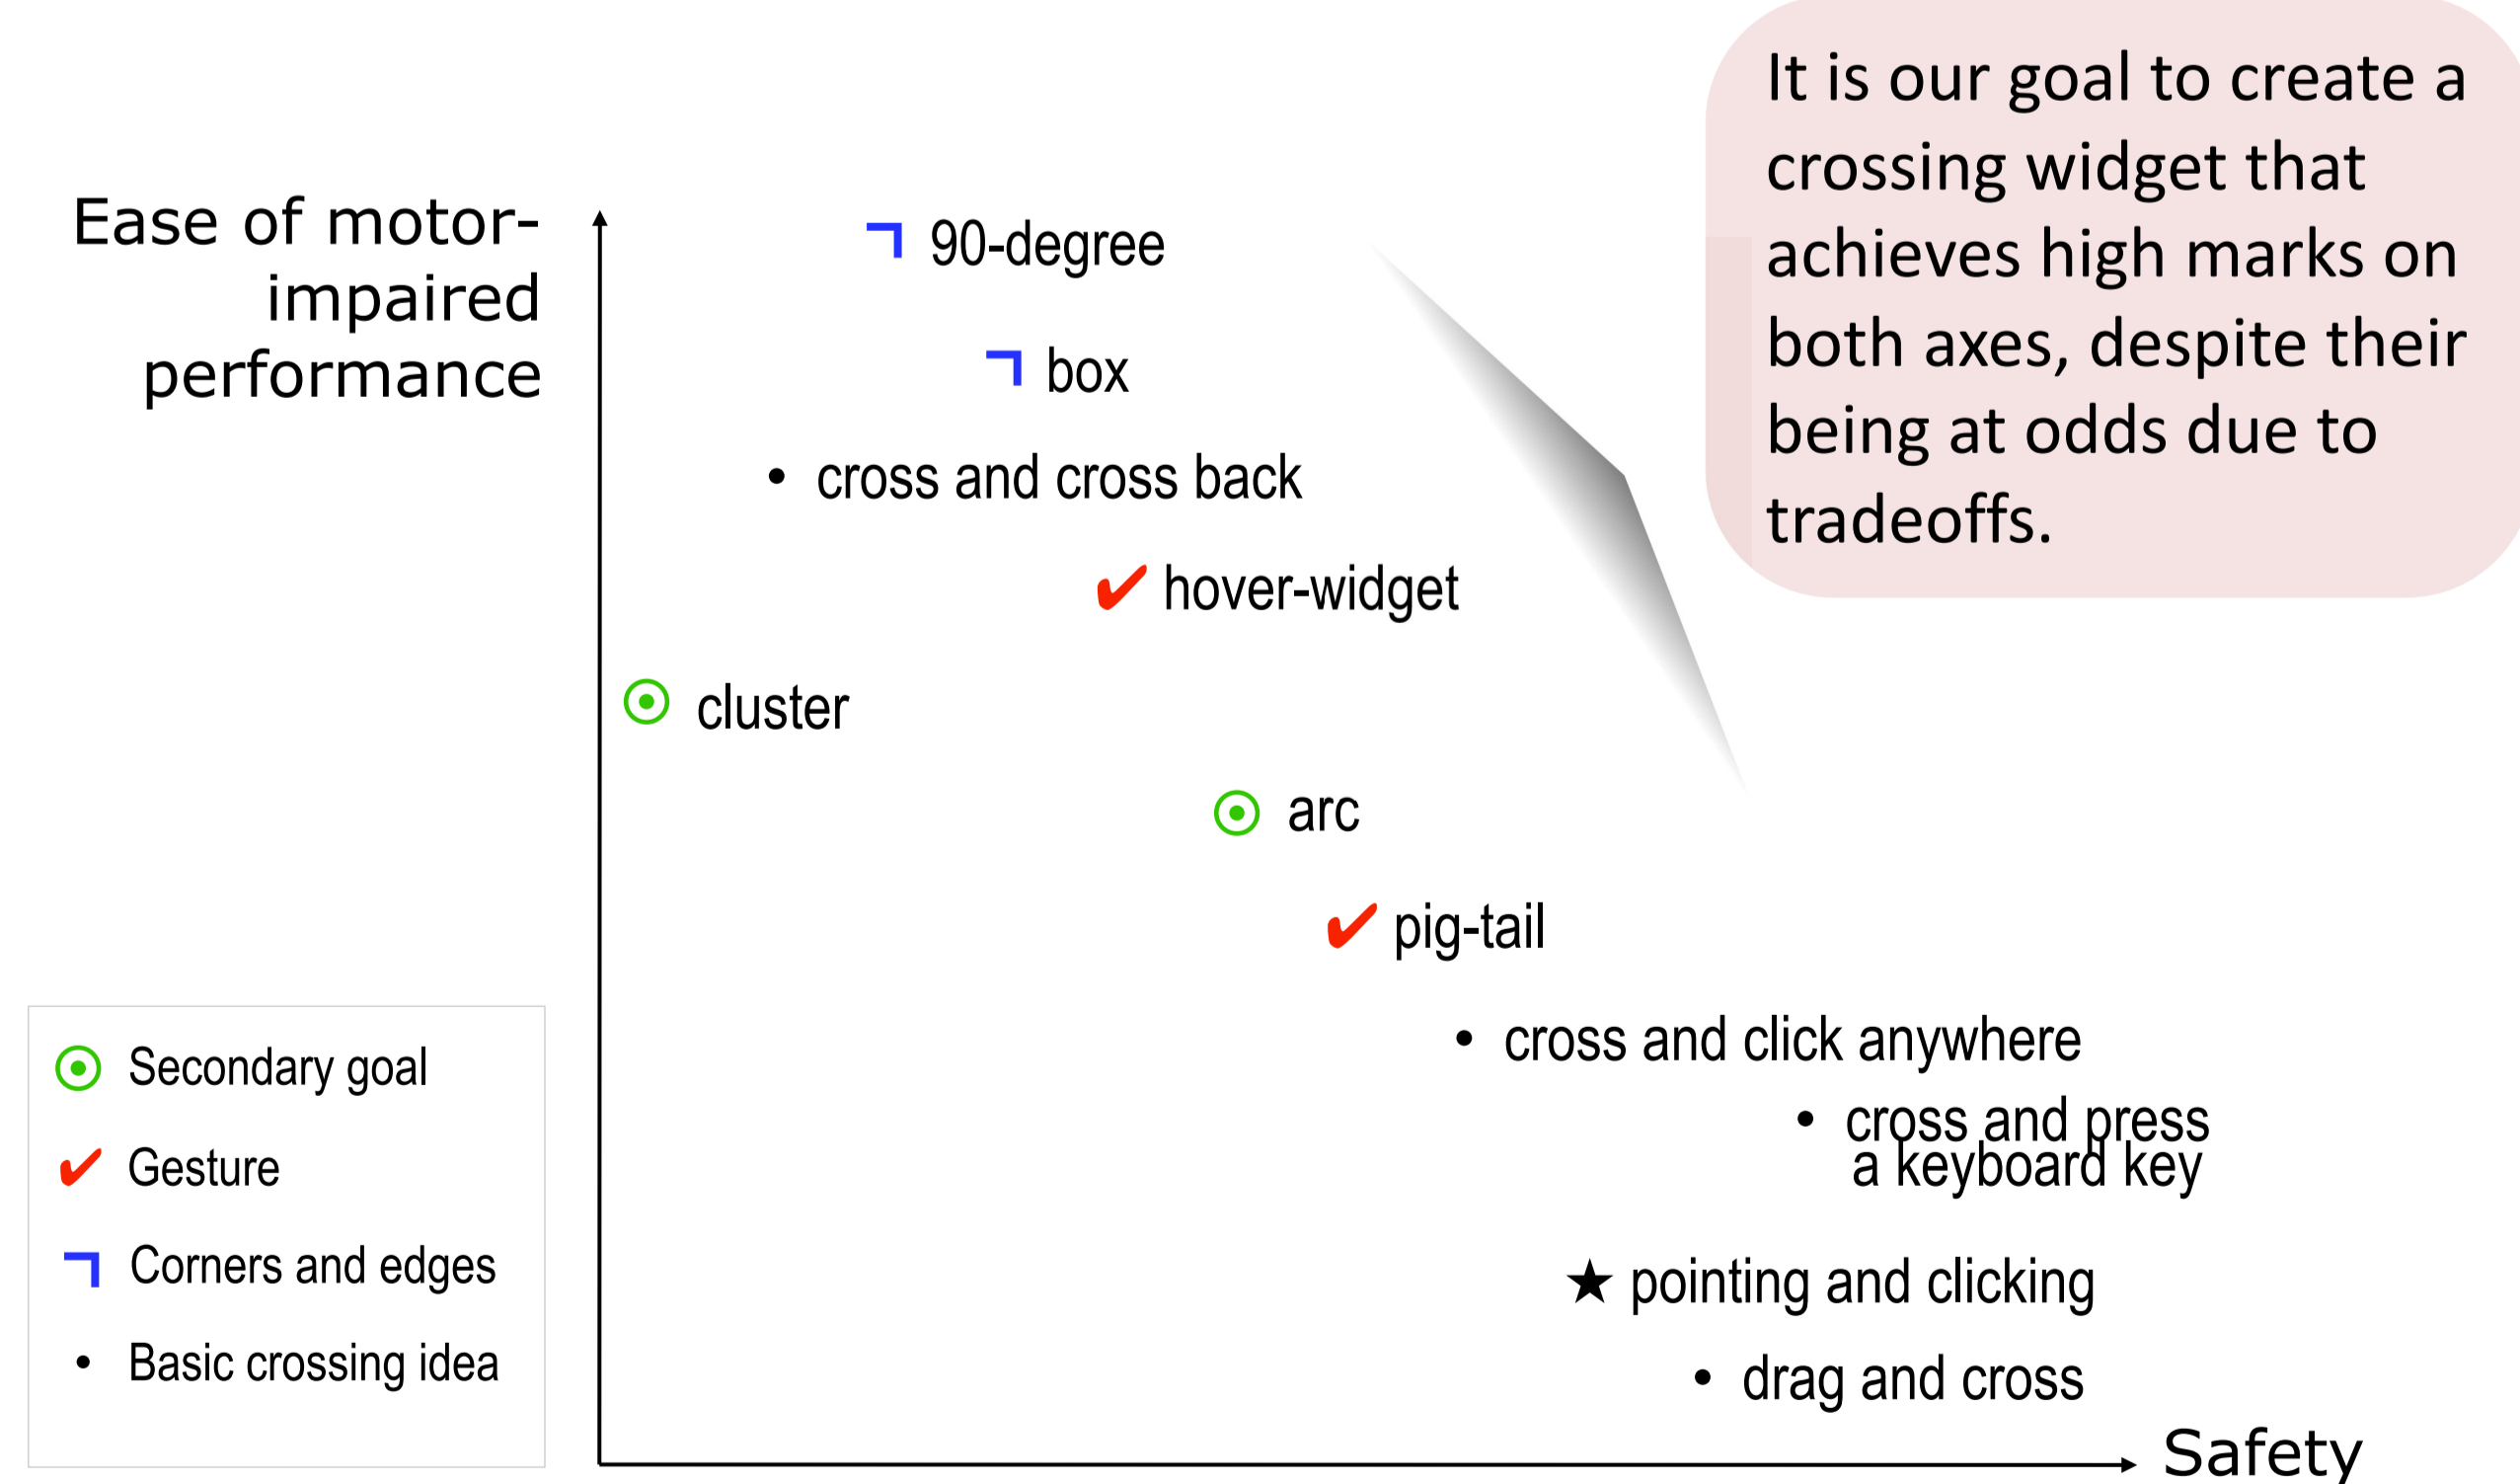 It is our goal to create a
crossing widget that
achieves high marks on
both axes, despite their
being at odds due to
tradeoffs.
Ease of motor-
impaired
performance
90-degree
box
• cross and cross back
✔ hover-widget
cluster
arc
✔ pig-tail
• cross and click anywhere
• cross and press
a keyboard key
★ pointing and clicking
• drag and cross
Safety
Secondary goal
✔ Gesture
Corners and edges
• Basic crossing idea